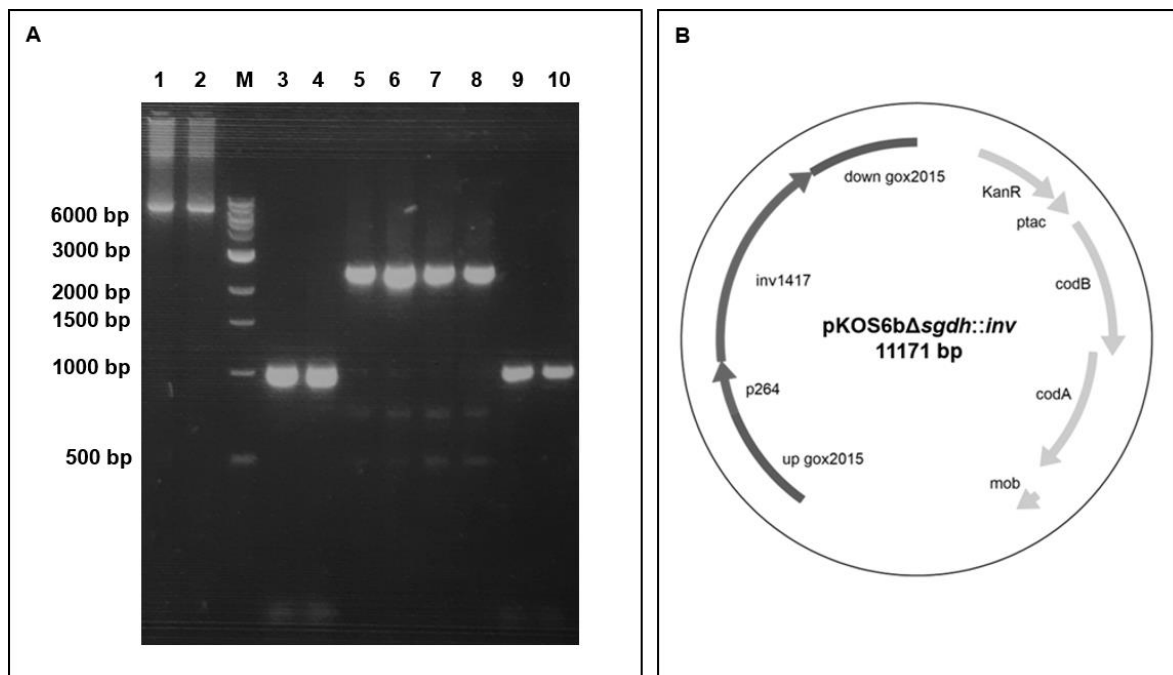 A
1 2 M 3 4 5 6 7 8 9 10
6000 bp
3000 bp
2000 bp
1500 bp
1000 bp
500 bp
B
down gox2015
KanR
ptac
codB
inv1417
pKOS6bΔsgdh::inv
11171 bp
p264
codA
up gox2015
mob